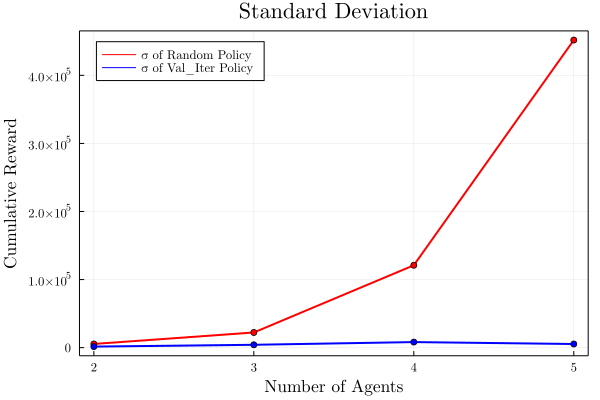 Standard Deviation
σ of Random Policy
σ of Val_Iter Policy
Cumulative Reward
4.0×10⁵
3.0×10⁵
2.0×10⁵
1.0×10⁵
0
2 3 4 5
Number of Agents